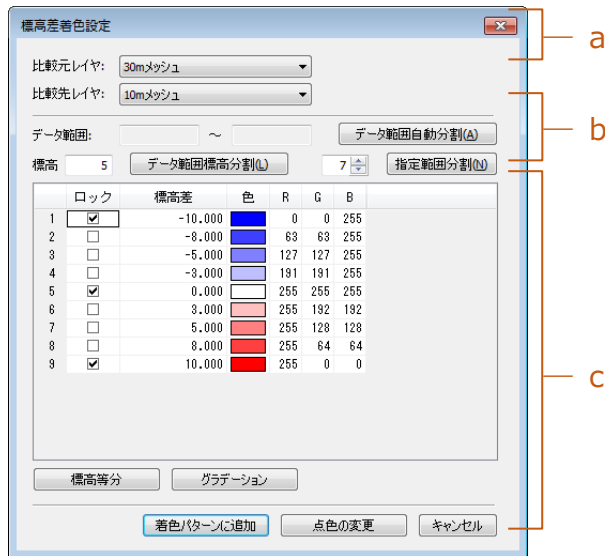 標高差着色設定
a
比較元レイヤ: 30mメッシュ
比較先レイヤ: 10mメッシュ
b
データ範囲: ～ データ範囲自動分割(A)
標高 5 データ範囲標高分割(L) 7 指定範囲分割(N)
ロック 標高差 色 R G B
1 -10.000 0 0 255
2 -8.000 63 63 255
3 -5.000 127 127 255
4 -3.000 191 191 255
5 0.000 255 255 255
6 3.000 255 192 192
7 5.000 255 128 128
8 8.000 255 64 64
9 10.000 255 0 0
c
標高等分 グラデーション
着色パターンに追加 点色の変更 キャンセル